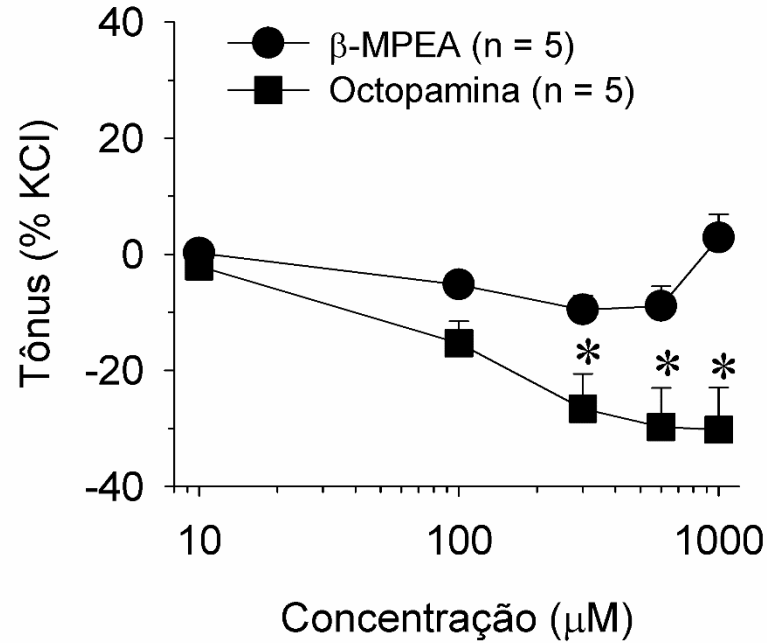 40
β-MPEA (n = 5)
Octopamina (n = 5)
20
0
-20
-40
Tônus (% KCl)
* * *
10 100 1000
Concentração (μM)